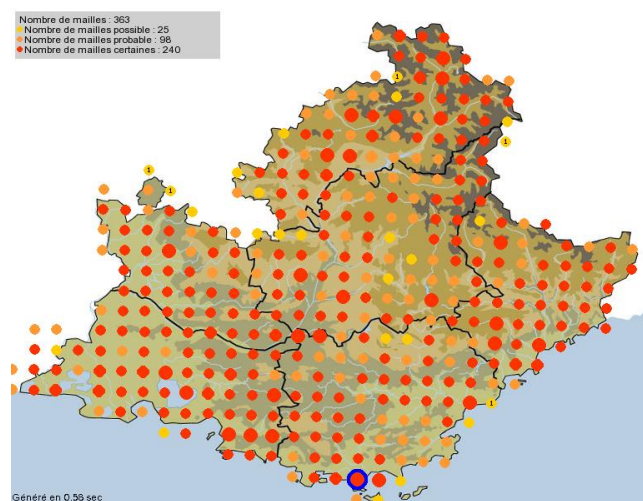 Nombre de mailles : 363
Nombre de mailles possible : 25
Nombre de mailles probable : 98
Nombre de mailles certaines : 240
1
1
1
1
1
1
Généré en 0.56 sec